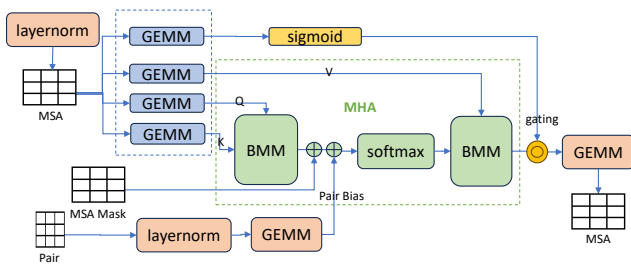 layernorm
GEMM
sigmoid
MSA
GEMM
V
GEMM
Q
MHA
GEMM
K
BMM
softmax
BMM
gating
GEMM
MSA Mask
Pair Bias
MSA
Pair
layernorm
GEMM